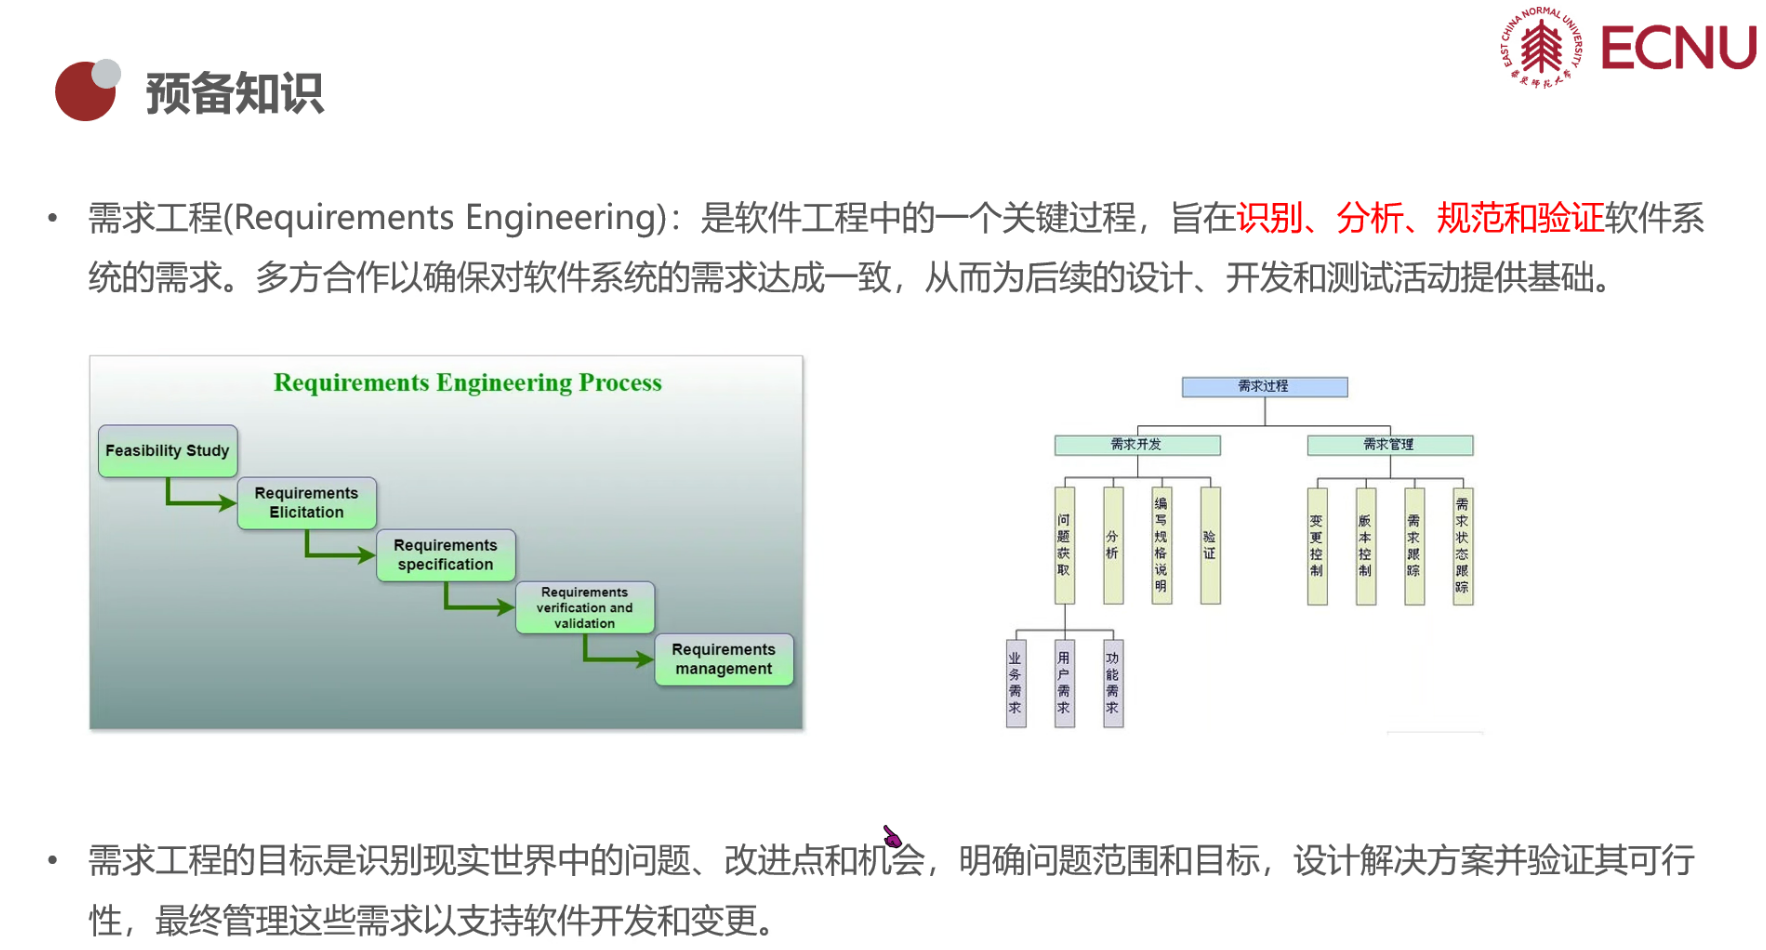 EAST CHINA NORMAL UNIVERSITY
华东师范大学
ECNU
预备知识
• 需求工程(Requirements Engineering)：是软件工程中的一个关键过程，旨在识别、分析、规范和验证软件系
统的需求。多方合作以确保对软件系统的需求达成一致，从而为后续的设计、开发和测试活动提供基础。
Requirements Engineering Process
Feasibility Study
Requirements
Elicitation
Requirements
specification
Requirements
verification and
validation
Requirements
management
需求过程
需求开发
需求管理
问题获取
分析
编写规格说明
验证
变更控制
版本控制
需求跟踪
需求状态跟踪
业务需求
用户需求
功能需求
• 需求工程的目标是识别现实世界中的问题、改进点和机会，明确问题范围和目标，设计解决方案并验证其可行
性，最终管理这些需求以支持软件开发和变更。